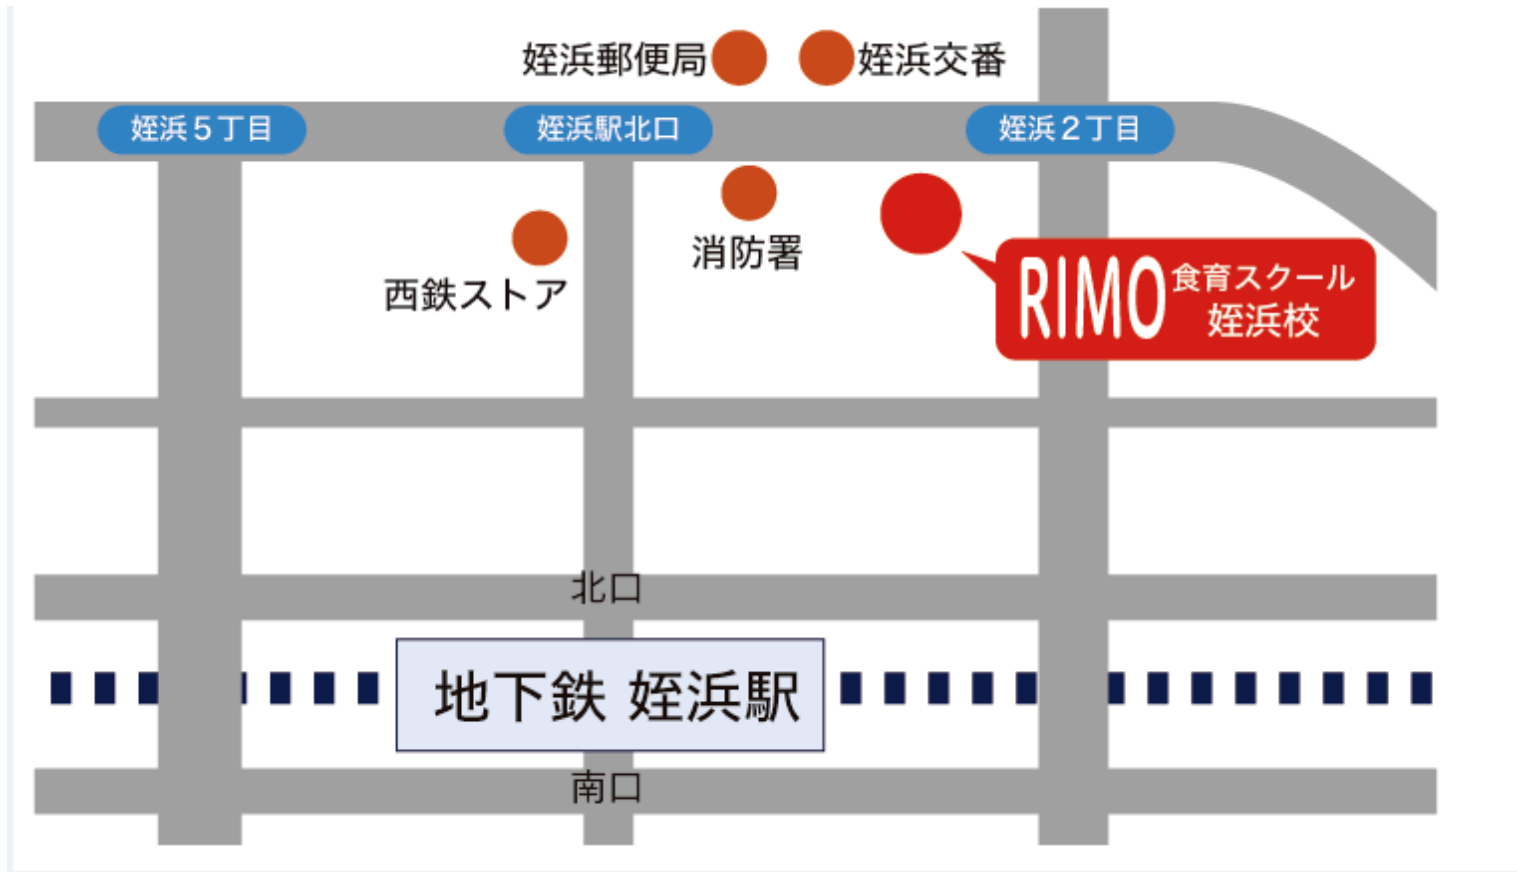 姪浜郵便局
姪浜交番
姪浜５丁目
姪浜駅北口
姪浜２丁目
消防署
西鉄ストア
RIMO
食育スクール
姪浜校
北口
地下鉄 姪浜駅
南口